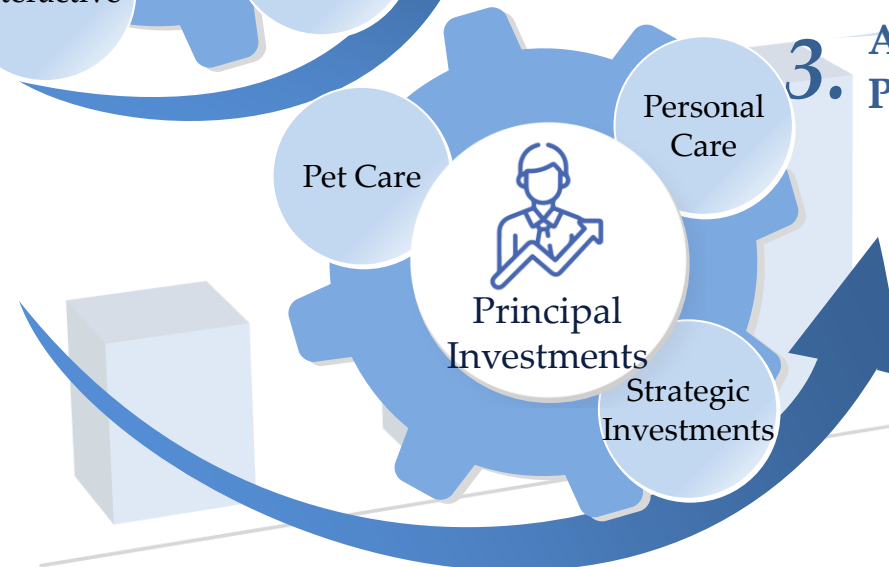 3.
Personal
Care
Pet Care
Principal
Investments
Strategic
Investments